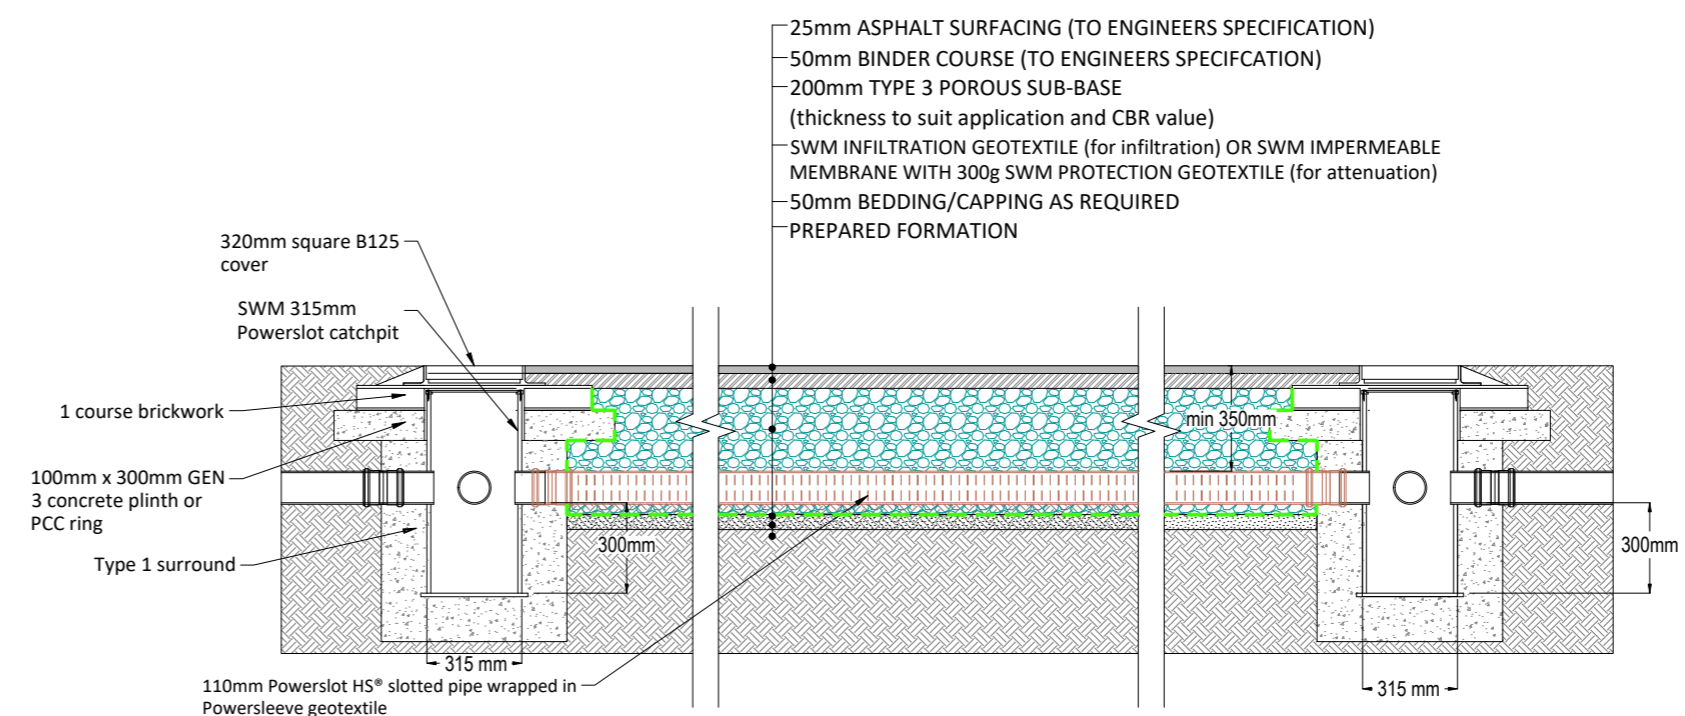 25mm ASPHALT SURFACING (TO ENGINEERS SPECIFICATION)
50mm BINDER COURSE (TO ENGINEERS SPECIFCATION)
200mm TYPE 3 POROUS SUB-BASE
(thickness to suit application and CBR value)
SWM INFILTRATION GEOTEXTILE (for infiltration) OR SWM IMPERMEABLE
MEMBRANE WITH 300g SWM PROTECTION GEOTEXTILE (for attenuation)
50mm BEDDING/CAPPING AS REQUIRED
PREPARED FORMATION
320mm square B125
cover
SWM 315mm
Powerslot catchpit
1 course brickwork
100mm x 300mm GEN
3 concrete plinth or
PCC ring
Type 1 surround
min 350mm
300mm
300mm
315 mm
315 mm
110mm Powerslot HS® slotted pipe wrapped in
Powersleeve geotextile